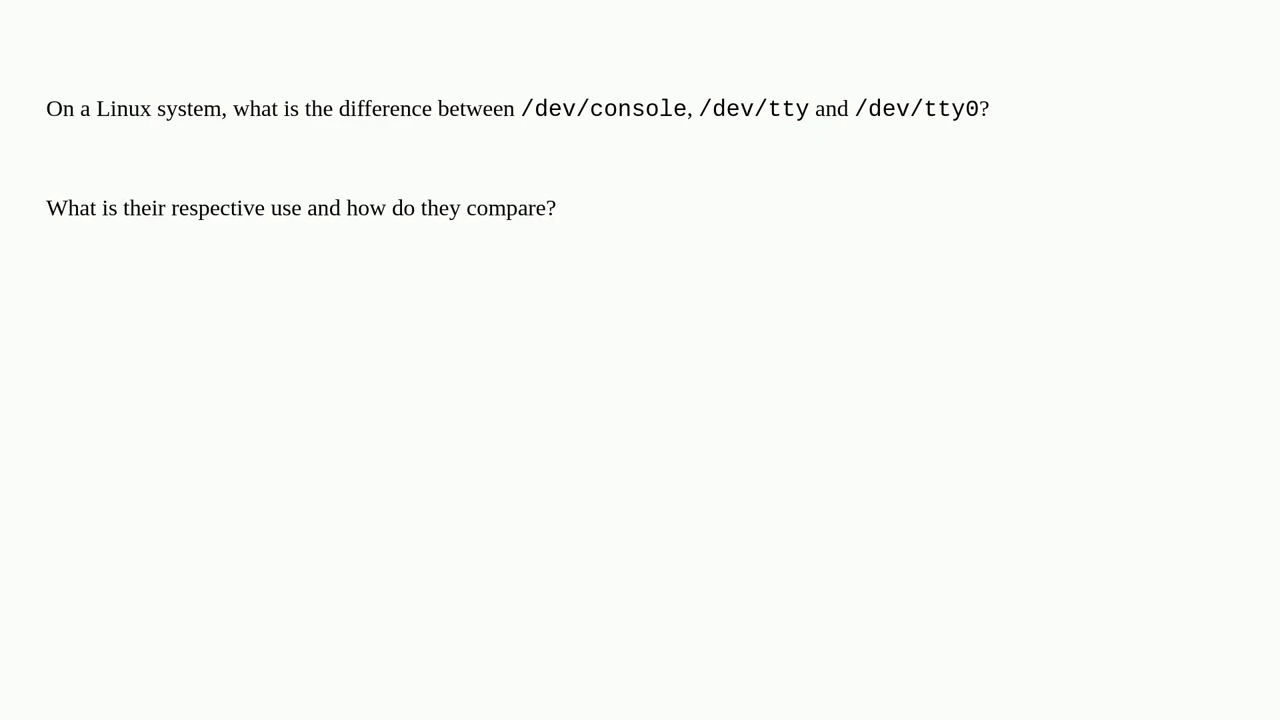 On a Linux system, what is the difference between /dev/console, /dev/tty and /dev/tty0?
What is their respective use and how do they compare?